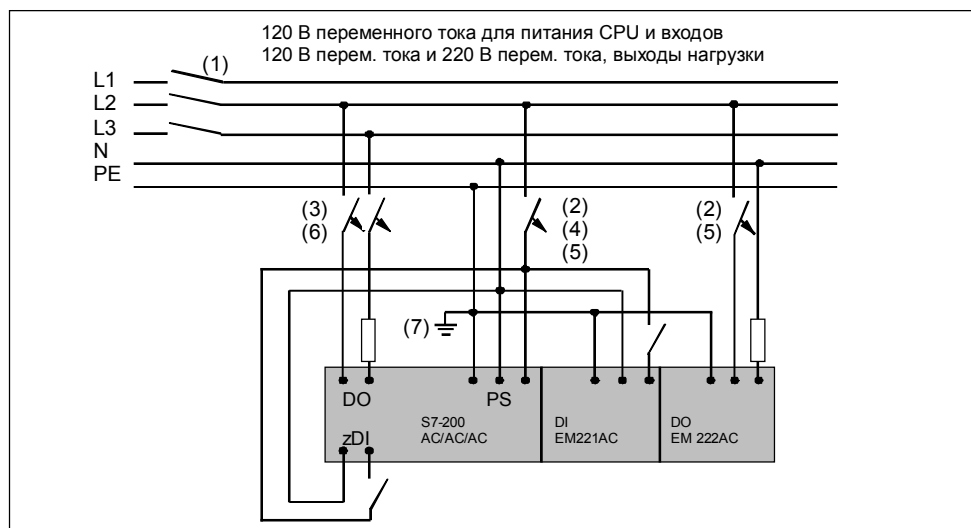 120 В переменного тока для питания CPU и входов
120 В перем. тока и 220 В перем. тока, выходы нагрузки
L1
(1)
L2
L3
N
PE
(3)
(6)
(2)
(4)
(5)
(2)
(5)
(7)
DO
PS
S7-200
AC/AC/AC
zDI
DI
EM221AC
DO
EM 222AC